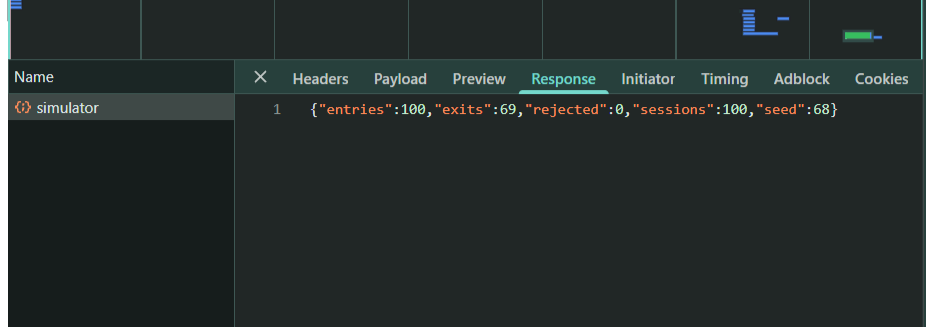 Name
Headers Payload Preview Response Initiator Timing Adblock Cookies
simulator
1 {"entries":100,"exits":69,"rejected":0,"sessions":100,"seed":68}